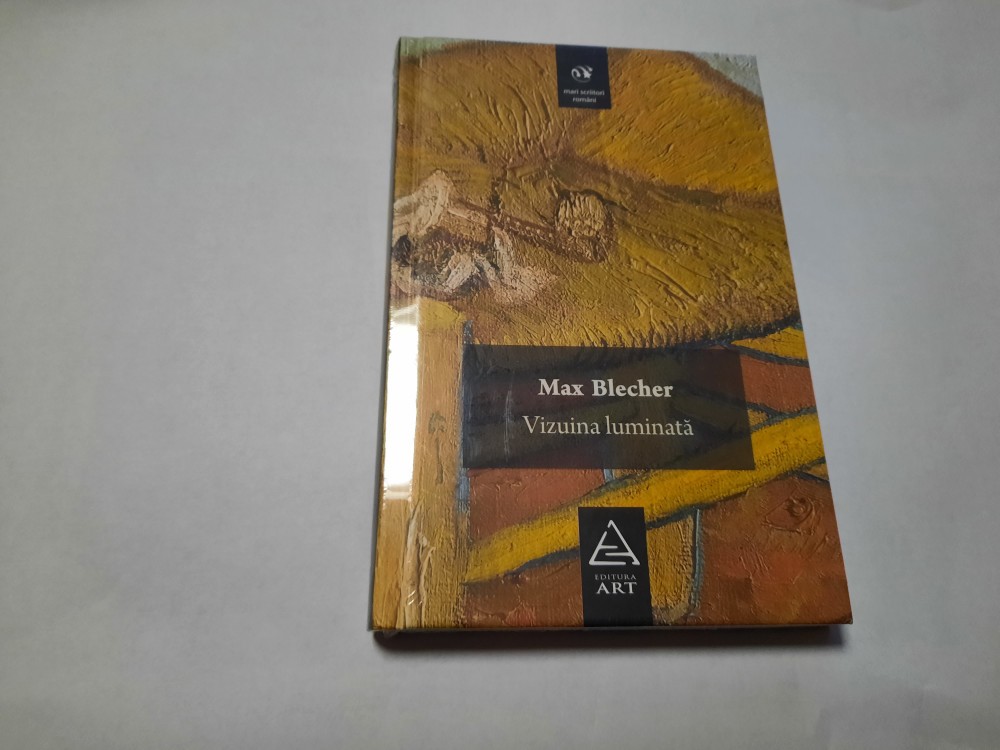 mari scriitori
români
Max Blecher
Vizuina luminată
EDITURA
ART